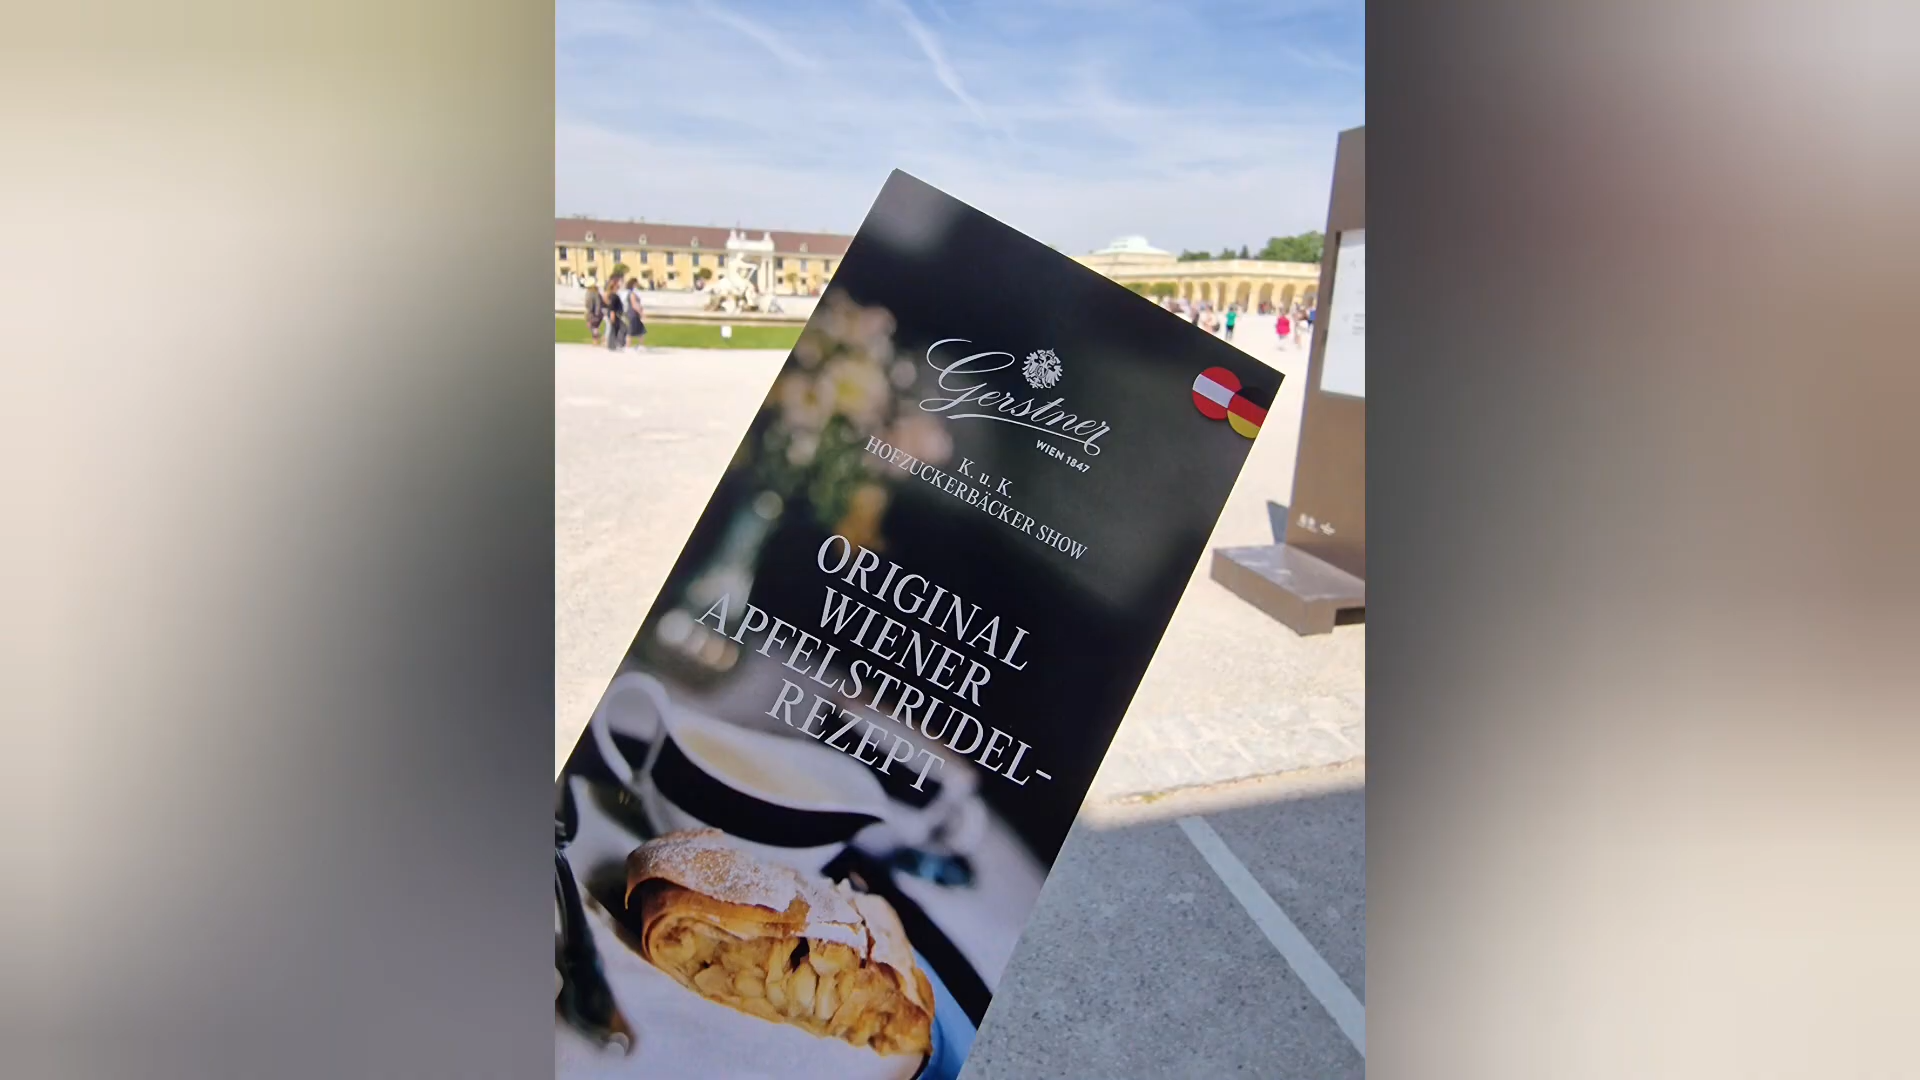 Gerstner
WIEN 1847
K. u. K.
HOFZUCKERBÄCKER SHOW
ORIGINAL
WIENER
APFELSTRUDEL-
REZEPT